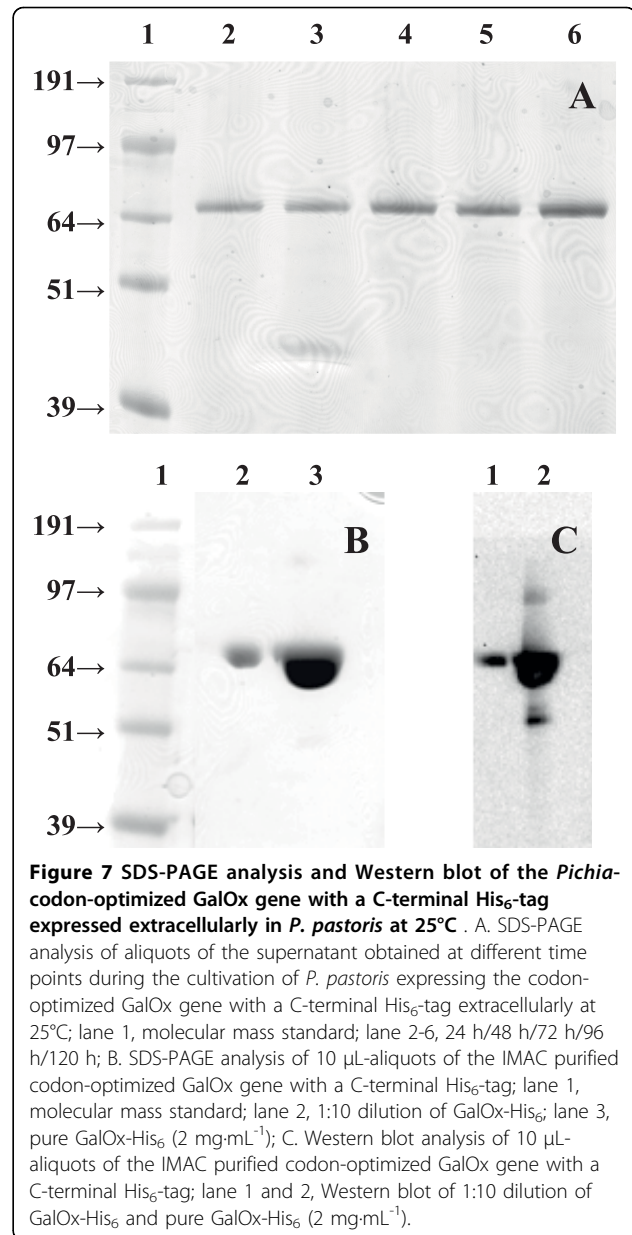 1 2 3 4 5 6
191→
A
97→
64→
51→
39→
1 2 3 1 2
191→
B C
97→
64→
51→
39→
Figure 7 SDS-PAGE analysis and Western blot of the Pichia-
codon-optimized GalOx gene with a C-terminal His₆-tag
expressed extracellularly in P. pastoris at 25°C . A. SDS-PAGE
analysis of aliquots of the supernatant obtained at different time
points during the cultivation of P. pastoris expressing the codon-
optimized GalOx gene with a C-terminal His₆-tag extracellularly at
25°C; lane 1, molecular mass standard; lane 2-6, 24 h/48 h/72 h/96
h/120 h; B. SDS-PAGE analysis of 10 μL-aliquots of the IMAC purified
codon-optimized GalOx gene with a C-terminal His₆-tag; lane 1,
molecular mass standard; lane 2, 1:10 dilution of GalOx-His₆; lane 3,
pure GalOx-His₆ (2 mg·mL⁻¹); C. Western blot analysis of 10 μL-
aliquots of the IMAC purified codon-optimized GalOx gene with a
C-terminal His₆-tag; lane 1 and 2, Western blot of 1:10 dilution of
GalOx-His₆ and pure GalOx-His₆ (2 mg·mL⁻¹).